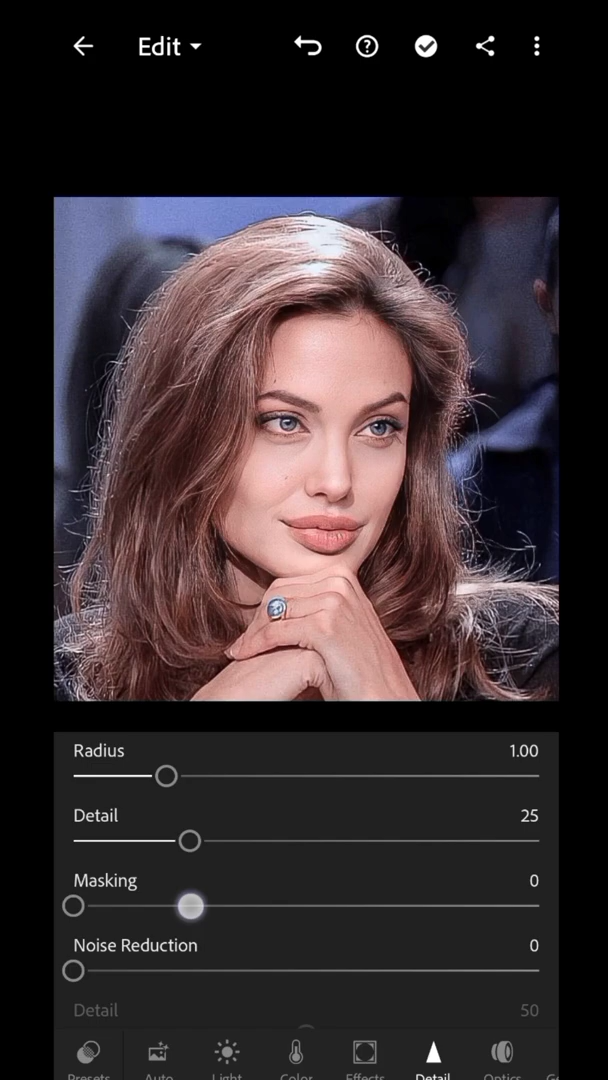 Edit
Radius 1.00
Detail 25
Masking 0
Noise Reduction 0
Detail 50
Presets Auto Light Color Effects Detail Optics